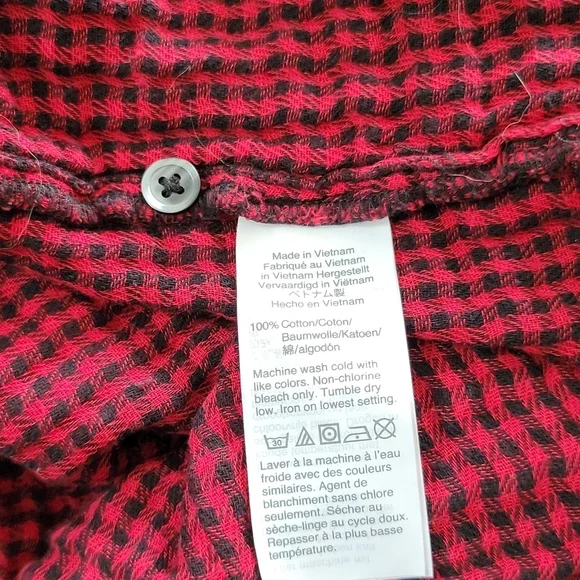 Made in Vietnam
Fabriqué au Vietnam
in Vietnam Hergestellt
Vervaardigd in Vietnam
ベトナム製
Hecho en Vietnam
100% Cotton/Coton/
Baumwolle/Katoen/
綿/algodón
Machine wash cold with
like colors. Non-chlorine
bleach only. Tumble dry
low. Iron on lowest setting.
30
Laver à la machine à l'eau
froide avec des couleurs
similaires. Agent de
blanchiment sans chlore
seulement. Sécher au
sèche-linge au cycle doux.
Repasser à la plus basse
température.